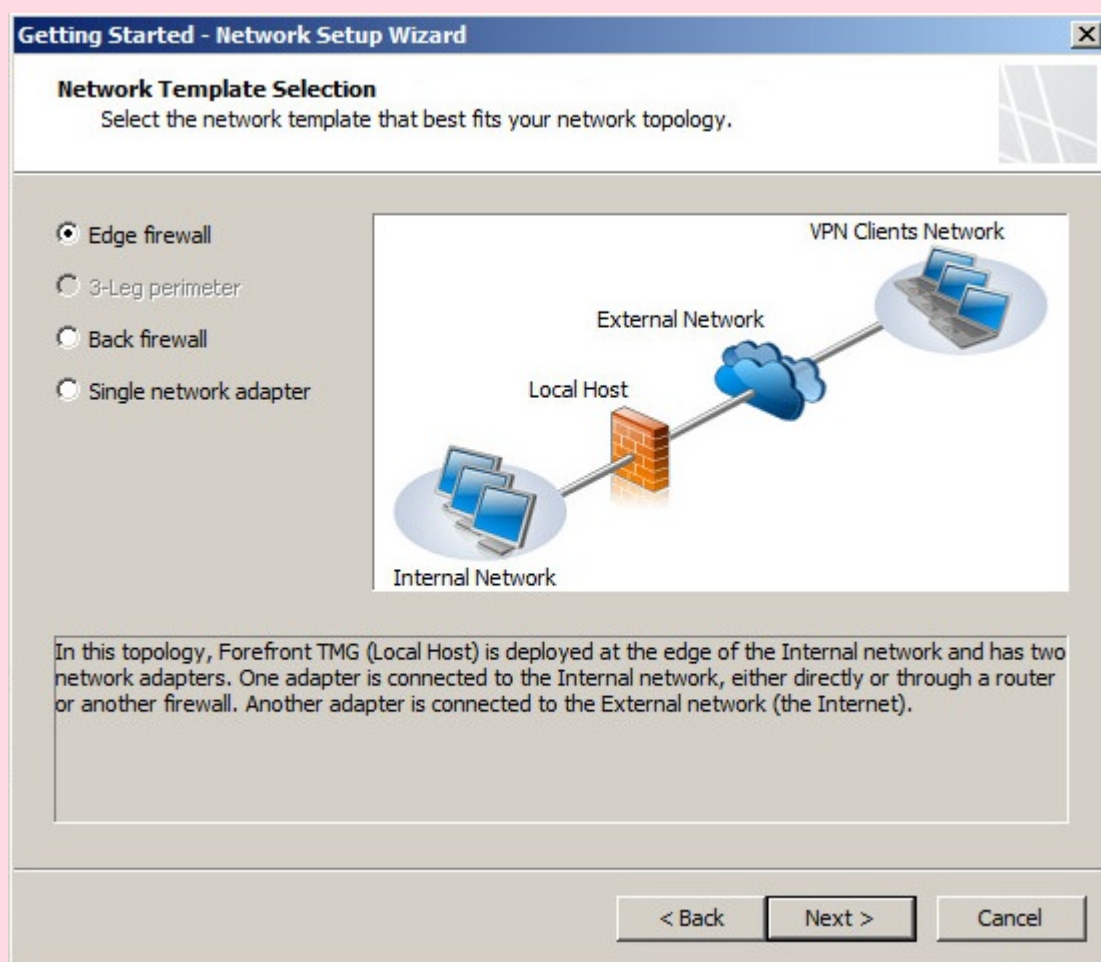 Getting Started - Network Setup Wizard
Network Template Selection
Select the network template that best fits your network topology.
Edge firewall
3-Leg perimeter
Back firewall
Single network adapter
VPN Clients Network
External Network
Local Host
Internal Network
In this topology, Forefront TMG (Local Host) is deployed at the edge of the Internal network and has two
network adapters. One adapter is connected to the Internal network, either directly or through a router
or another firewall. Another adapter is connected to the External network (the Internet).
< Back
Next >
Cancel